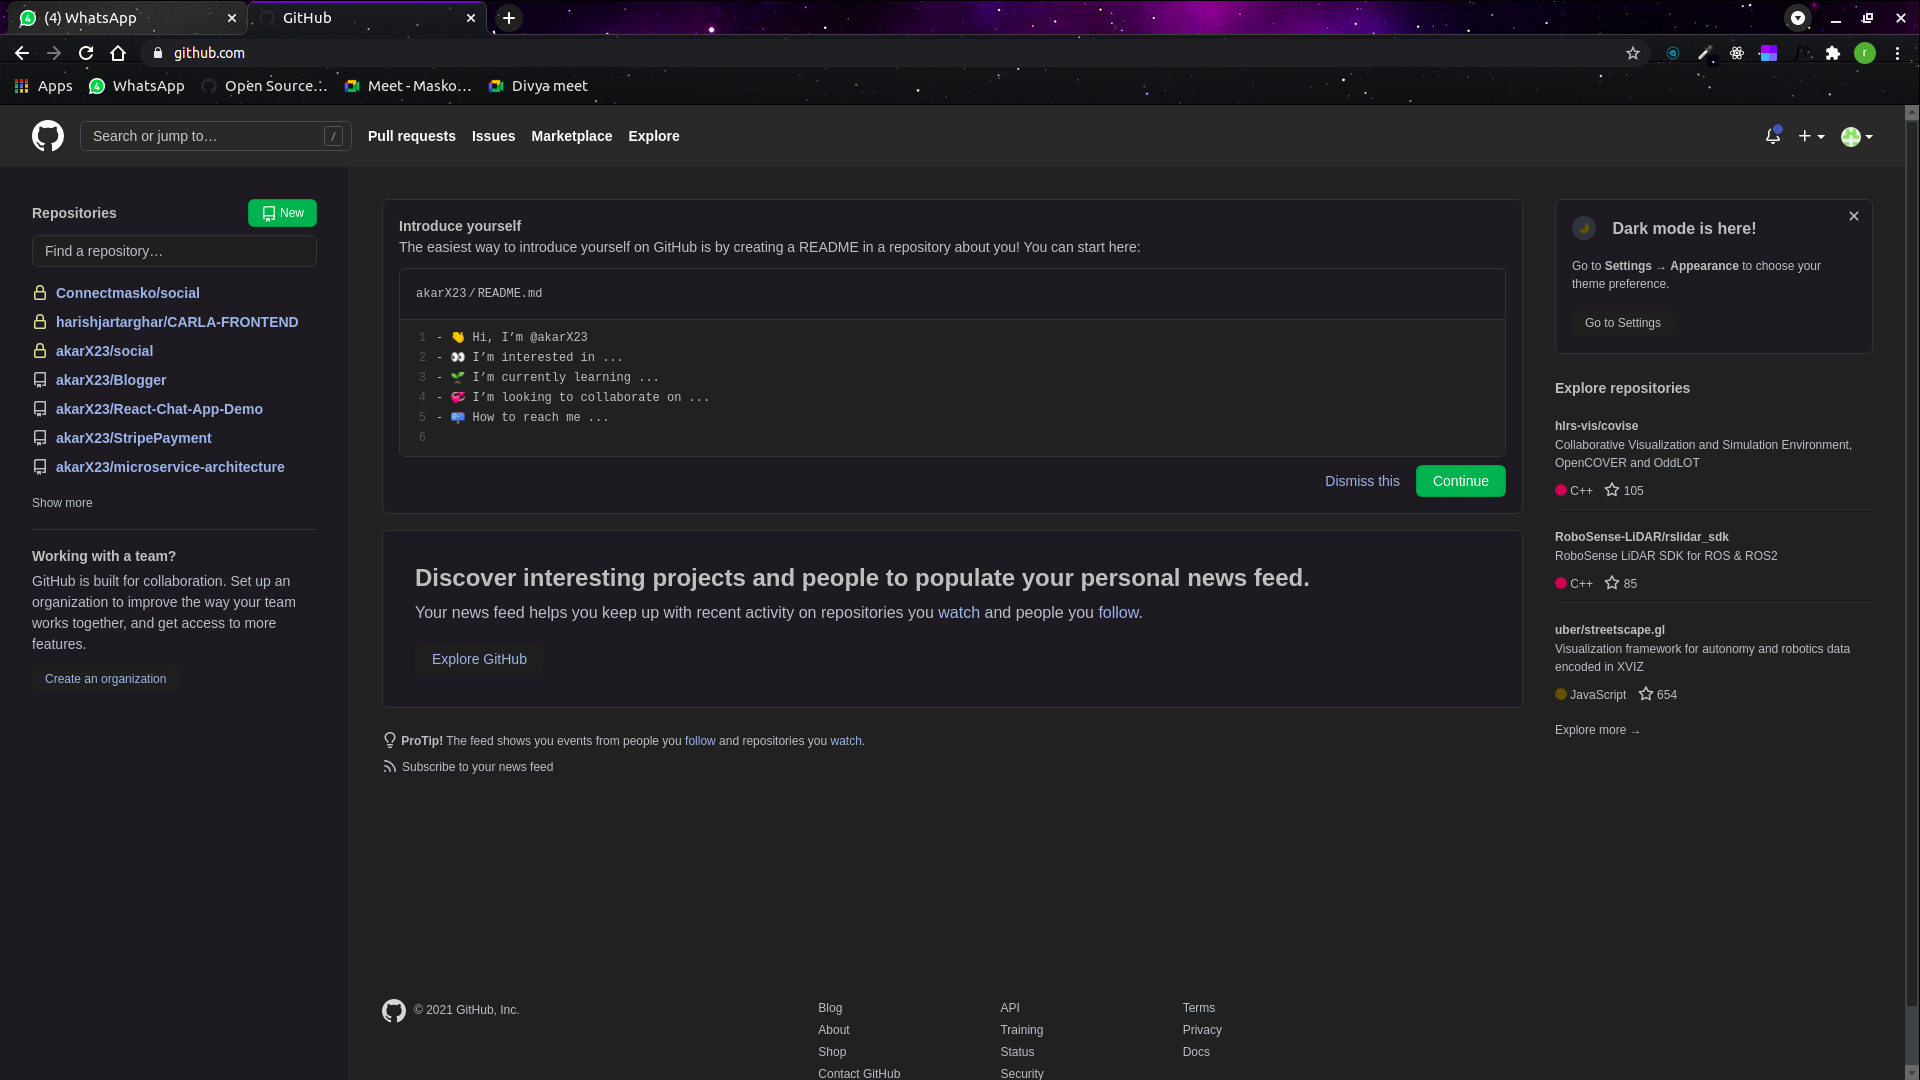 (4) WhatsApp
GitHub
github.com
r
Apps
WhatsApp
Open Source…
Meet - Masko…
Divya meet
Search or jump to…
/
Pull requests
Issues
Marketplace
Explore
Repositories
New
Find a repository…
Connectmasko/social
harishjartarghar/CARLA-FRONTEND
akarX23/social
akarX23/Blogger
akarX23/React-Chat-App-Demo
akarX23/StripePayment
akarX23/microservice-architecture
Show more
Working with a team?
GitHub is built for collaboration. Set up an
organization to improve the way your team
works together, and get access to more
features.
Create an organization
Introduce yourself
The easiest way to introduce yourself on GitHub is by creating a README in a repository about you! You can start here:
akarX23/README.md
1 - 👋 Hi, I’m @akarX23
2 - 👀 I’m interested in ...
3 - 🌱 I’m currently learning ...
4 - 💞️ I’m looking to collaborate on ...
5 - 📫 How to reach me ...
6
Dismiss this
Continue
Discover interesting projects and people to populate your personal news feed.
Your news feed helps you keep up with recent activity on repositories you watch and people you follow.
Explore GitHub
ProTip! The feed shows you events from people you follow and repositories you watch.
Subscribe to your news feed
Dark mode is here!
Go to Settings → Appearance to choose your
theme preference.
Go to Settings
Explore repositories
hlrs-vis/covise
Collaborative Visualization and Simulation Environment,
OpenCOVER and OddLOT
C++ 105
RoboSense-LiDAR/rslidar_sdk
RoboSense LiDAR SDK for ROS & ROS2
C++ 85
uber/streetscape.gl
Visualization framework for autonomy and robotics data
encoded in XVIZ
JavaScript 654
Explore more →
© 2021 GitHub, Inc.
Blog
About
Shop
Contact GitHub
API
Training
Status
Security
Terms
Privacy
Docs